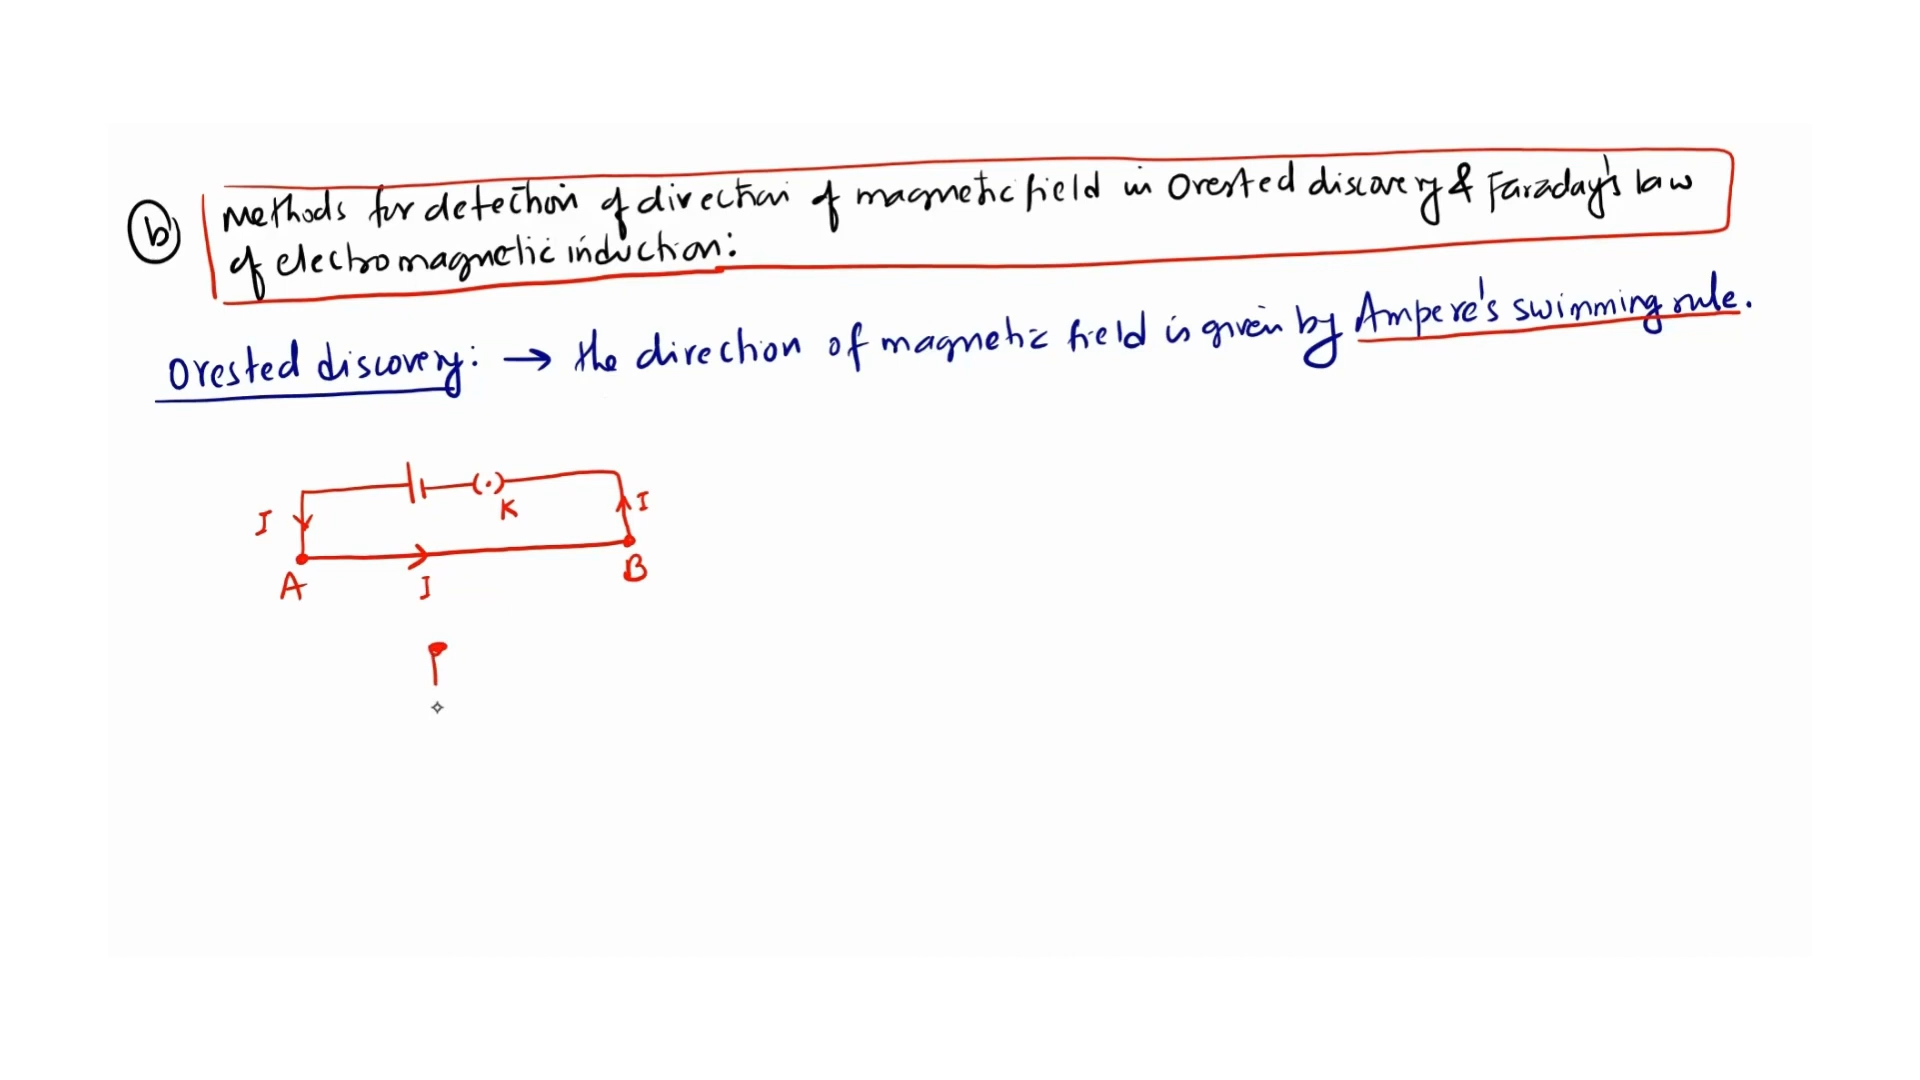 (b) Methods for detection of direction of magnetic field in Orested discovery & Faraday's law
of electromagnetic induction:
Orested discovery: → the direction of magnetic field is given by Ampere's swimming rule.
I
K
I
A
I
B